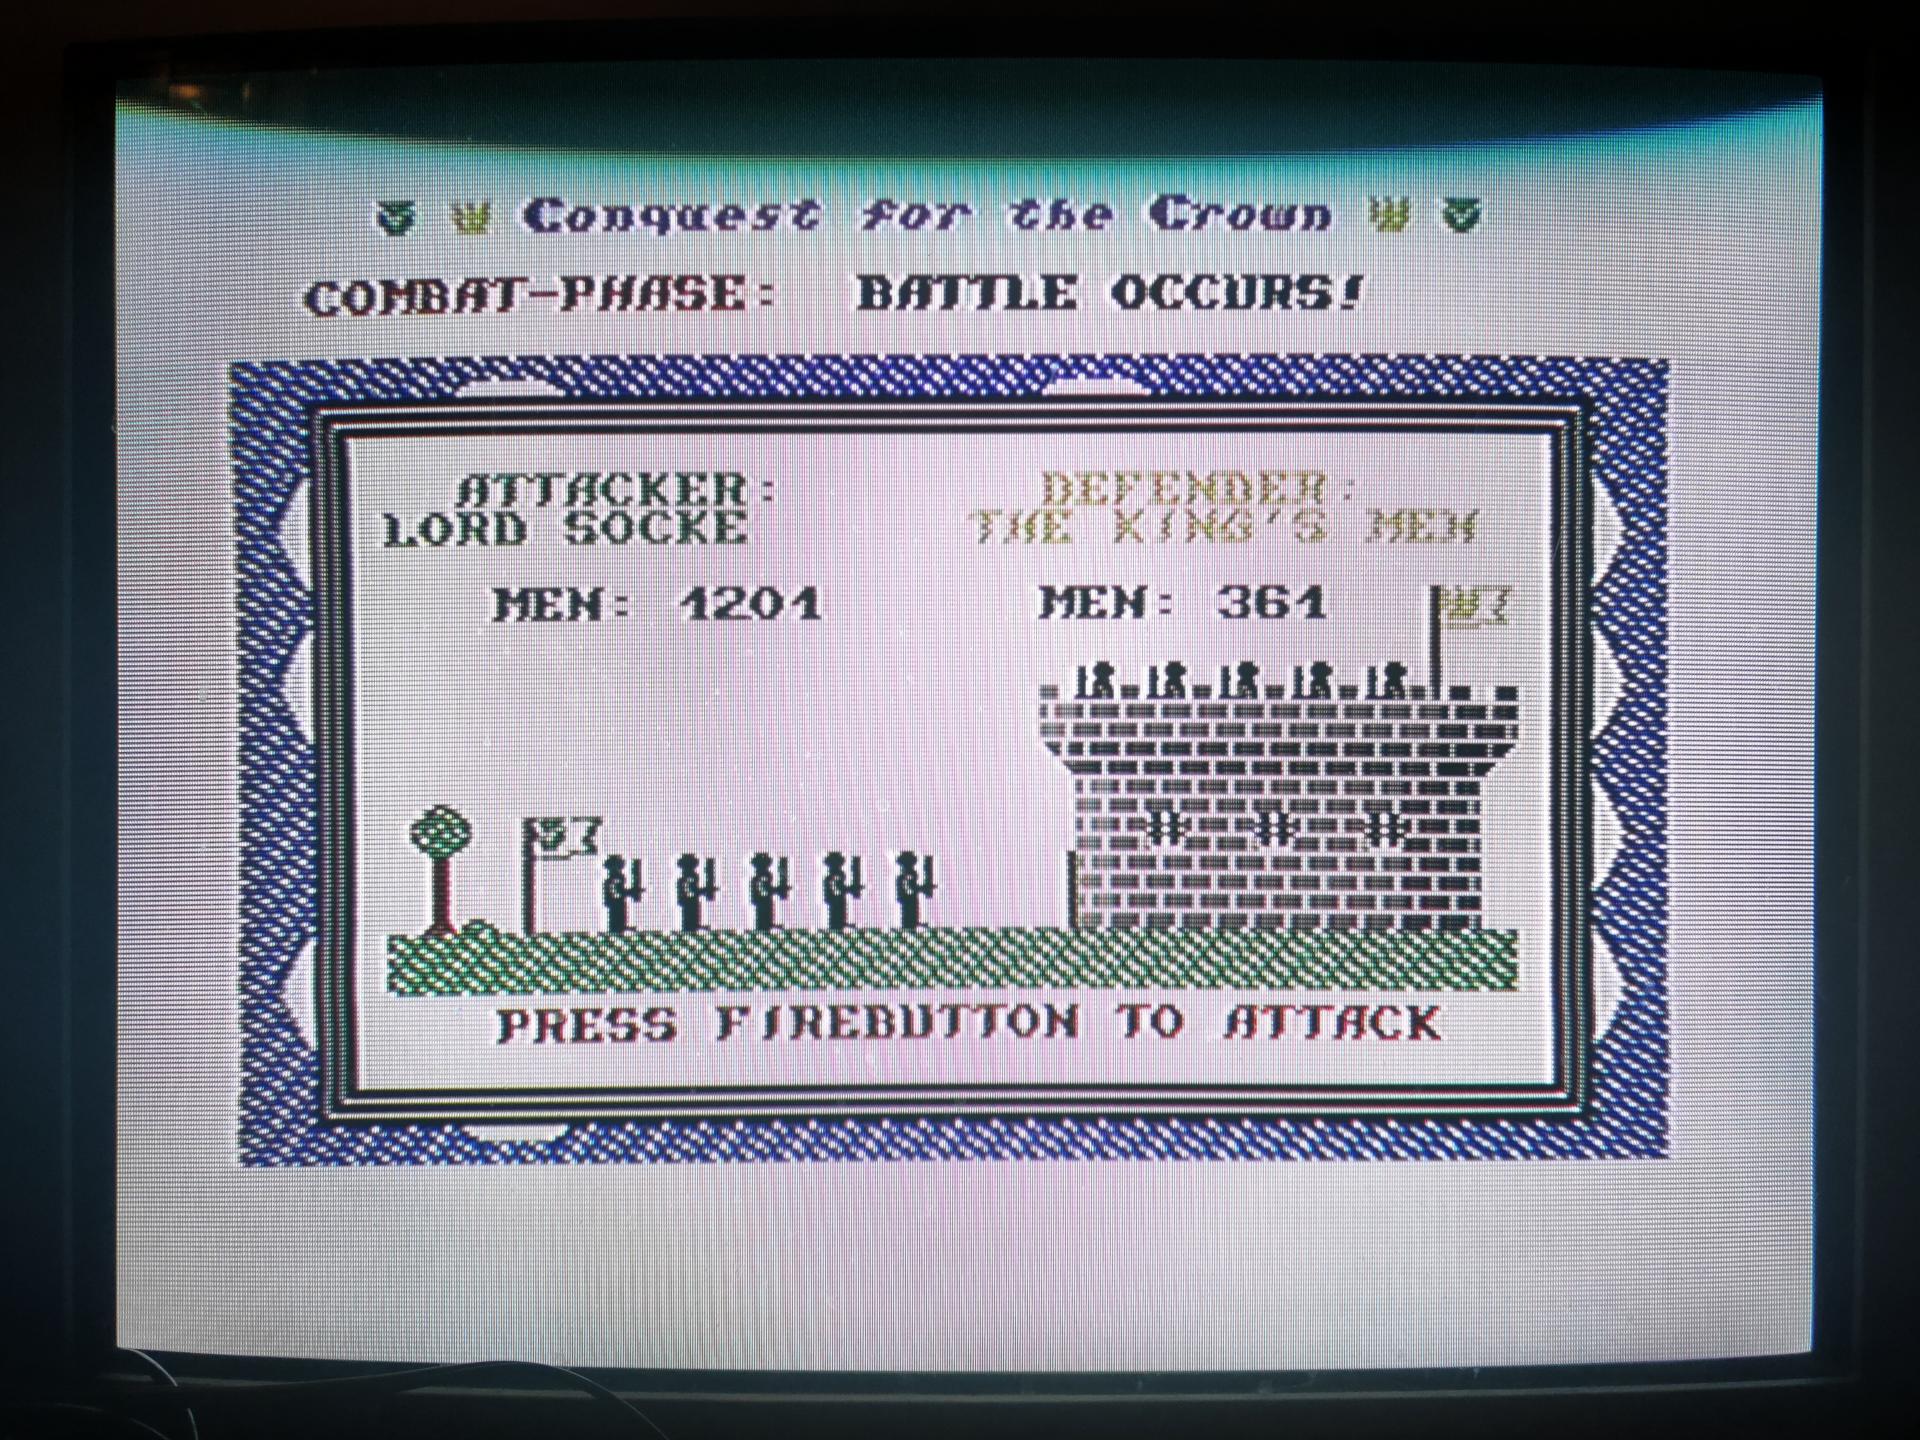 Conquest for the Crown
COMBAT-PHASE: BATTLE OCCURS!
ATTACKER:
LORD SOCKE
DEFENDER:
THE KING'S MEN
MEN: 1201
MEN: 361
PRESS FIREBUTTON TO ATTACK